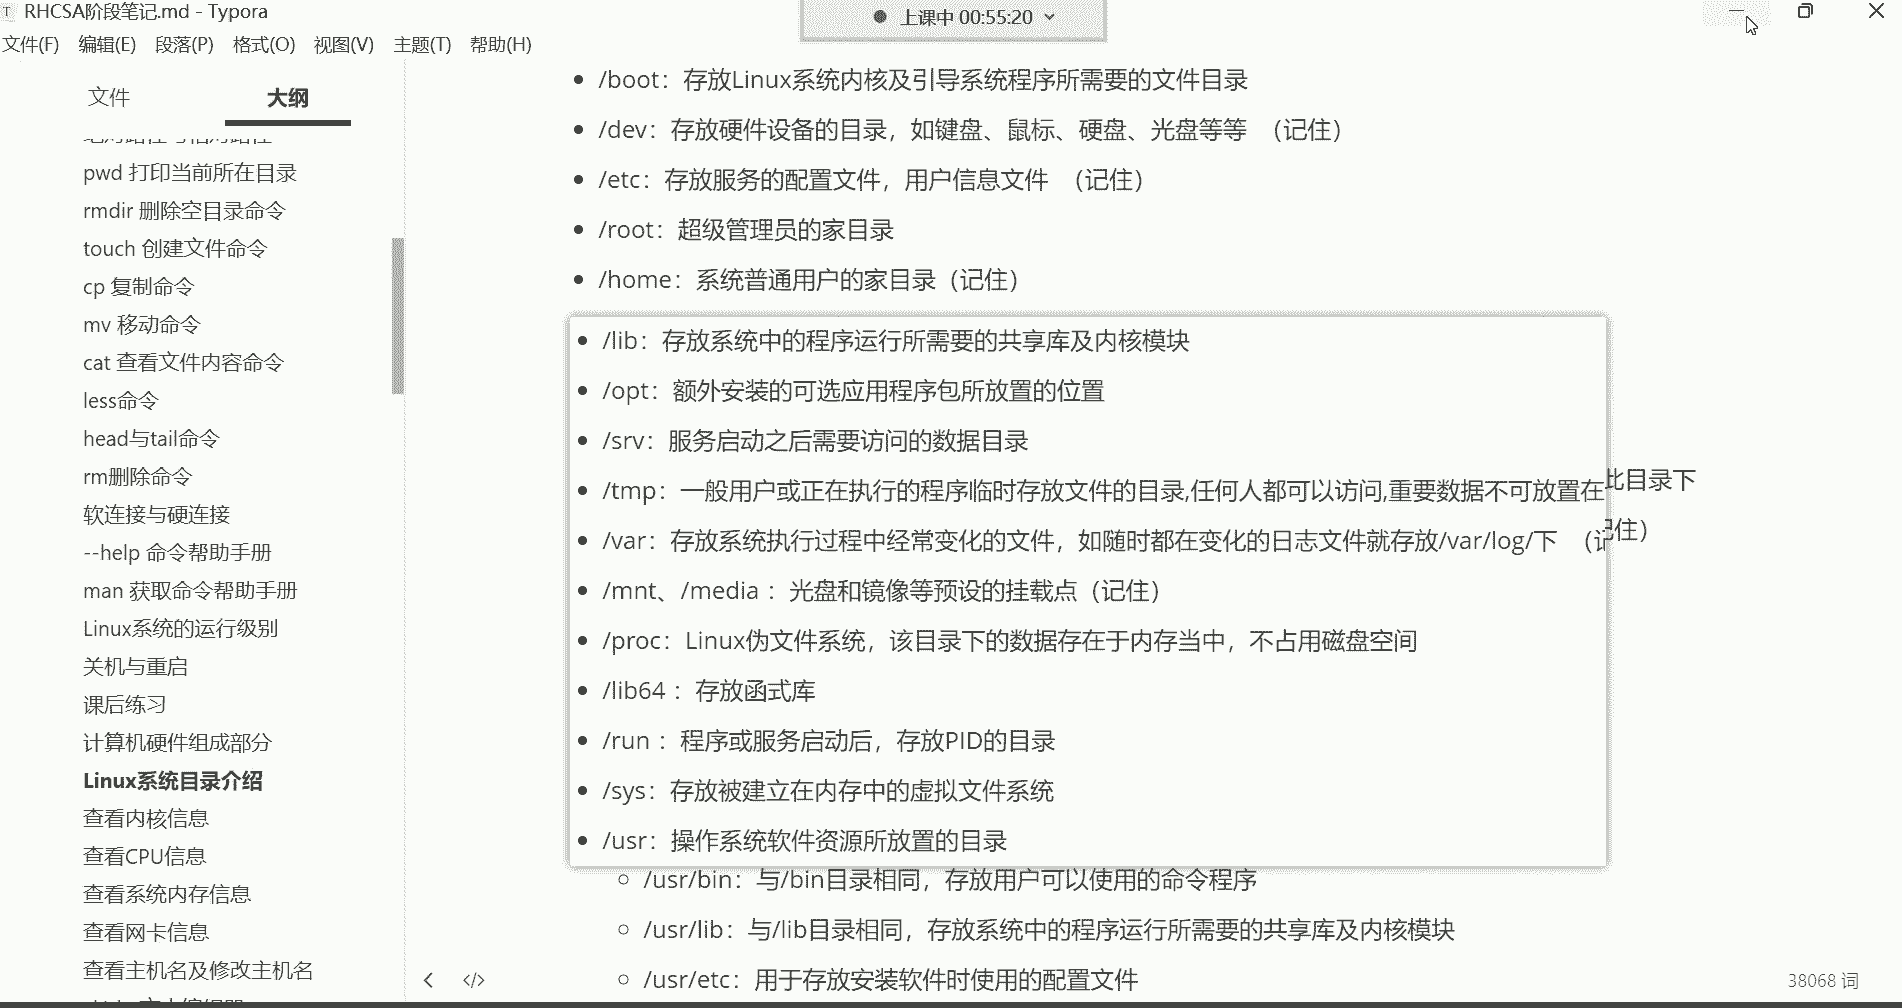 RHCSA阶段笔记.md - Typora
上课中 00:55:20
文件(F) 编辑(E) 段落(P) 格式(O) 视图(V) 主题(T) 帮助(H)
文件 大纲
pwd 打印当前所在目录
rmdir 删除空目录命令
touch 创建文件命令
cp 复制命令
mv 移动命令
cat 查看文件内容命令
less命令
head与tail命令
rm删除命令
软连接与硬连接
--help 命令帮助手册
man 获取命令帮助手册
Linux系统的运行级别
关机与重启
课后练习
计算机硬件组成部分
Linux系统目录介绍
查看内核信息
查看CPU信息
查看系统内存信息
查看网卡信息
查看主机名及修改主机名
/boot：存放Linux系统内核及引导系统程序所需要的文件目录
/dev：存放硬件设备的目录，如键盘、鼠标、硬盘、光盘等等 （记住）
/etc：存放服务的配置文件，用户信息文件 （记住）
/root：超级管理员的家目录
/home：系统普通用户的家目录（记住）
/lib：存放系统中的程序运行所需要的共享库及内核模块
/opt：额外安装的可选应用程序包所放置的位置
/srv：服务启动之后需要访问的数据目录
/tmp：一般用户或正在执行的程序临时存放文件的目录,任何人都可以访问,重要数据不可放置在此目录下
/var：存放系统执行过程中经常变化的文件，如随时都在变化的日志文件就存放/var/log/下 （记住）
/mnt、/media ：光盘和镜像等预设的挂载点（记住）
/proc：Linux伪文件系统，该目录下的数据存在于内存当中，不占用磁盘空间
/lib64 ：存放函式库
/run ：程序或服务启动后，存放PID的目录
/sys：存放被建立在内存中的虚拟文件系统
/usr：操作系统软件资源所放置的目录
/usr/bin：与/bin目录相同，存放用户可以使用的命令程序
/usr/lib：与/lib目录相同，存放系统中的程序运行所需要的共享库及内核模块
/usr/etc：用于存放安装软件时使用的配置文件
38068 词